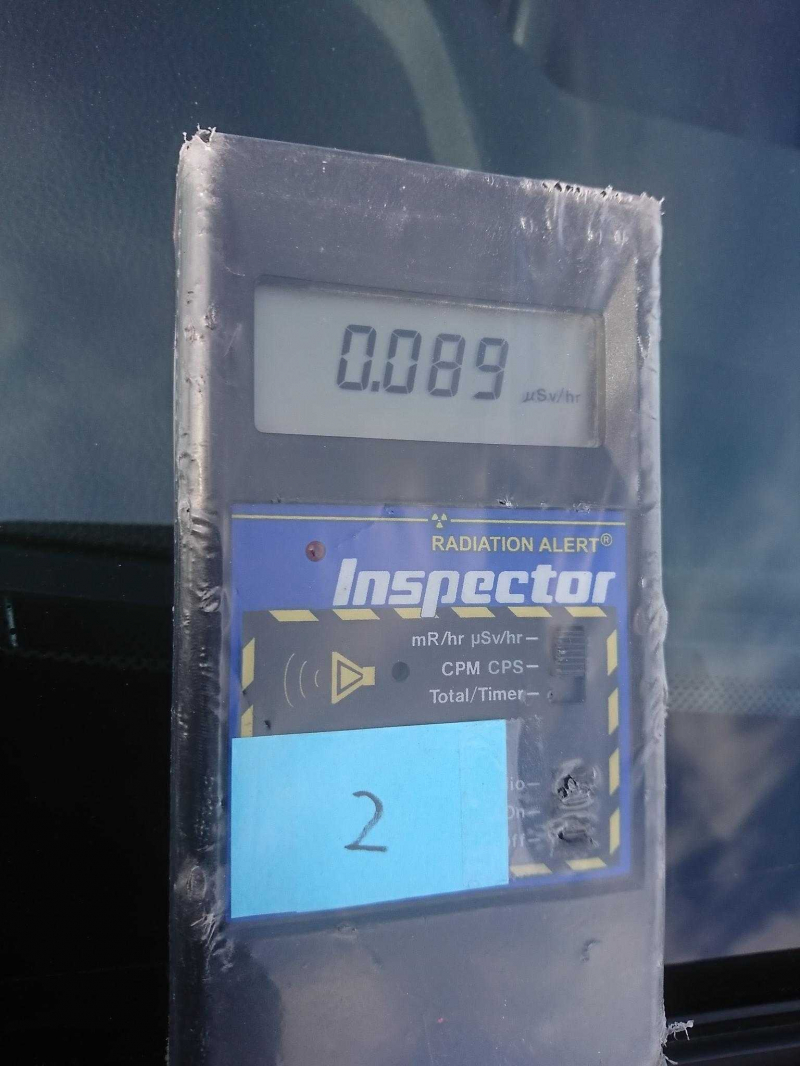 0.089 μSv/hr
RADIATION ALERT®
Inspector
mR/hr μSv/hr
CPM CPS
Total/Timer
2